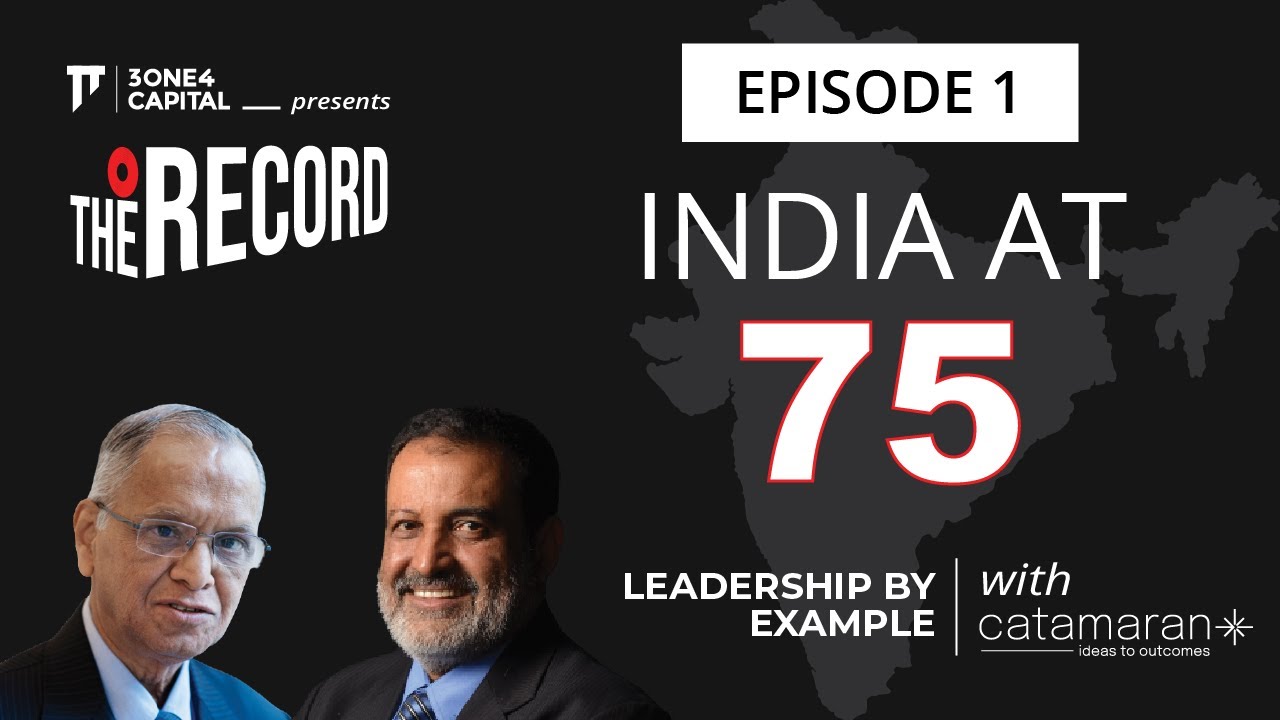 3ONE4
CAPITAL presents
THE RECORD
EPISODE 1
INDIA AT
75
LEADERSHIP BY
EXAMPLE
with
catamaran
ideas to outcomes